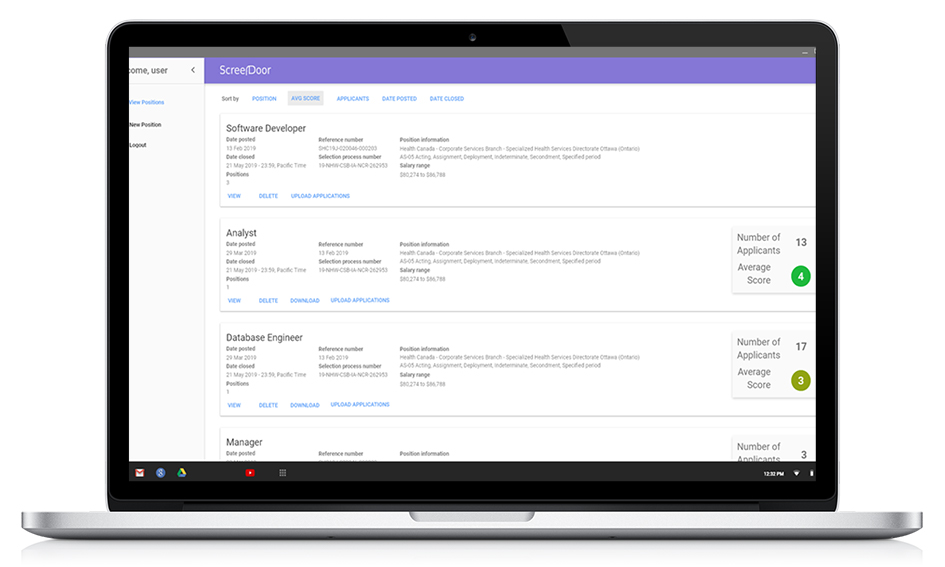 come, user
View Positions
New Position
Logout
ScreenDoor
Sort by POSITION AVG SCORE APPLICANTS DATE POSTED DATE CLOSED
Software Developer
Date posted Reference number Position information
13 Feb 2019 SHC19J-020046-000203 Health Canada - Corporate Services Branch - Specialized Health Services Directorate Ottawa (Ontario)
Date closed Selection process number AS-05 Acting, Assignment, Deployment, Indeterminate, Secondment, Specified period
21 May 2019 - 23:59, Pacific Time 19-NHW-CSB-IA-NCR-262953 Salary range
Positions $80,274 to $86,788
3
VIEW DELETE UPLOAD APPLICATIONS
Analyst
Date posted Reference number Position information
29 Mar 2019 13 Feb 2019 Health Canada - Corporate Services Branch - Specialized Health Services Directorate Ottawa (Ontario)
Date closed Selection process number AS-05 Acting, Assignment, Deployment, Indeterminate, Secondment, Specified period
21 May 2019 - 23:59, Pacific Time 19-NHW-CSB-IA-NCR-262953 Salary range
Positions $80,274 to $86,788
1
VIEW DELETE DOWNLOAD UPLOAD APPLICATIONS
Number of
Applicants 13
Average
Score 4
Database Engineer
Date posted Reference number Position information
29 Mar 2019 13 Feb 2019 Health Canada - Corporate Services Branch - Specialized Health Services Directorate Ottawa (Ontario)
Date closed Selection process number AS-05 Acting, Assignment, Deployment, Indeterminate, Secondment, Specified period
21 May 2019 - 23:59, Pacific Time 19-NHW-CSB-IA-NCR-262953 Salary range
Positions $80,274 to $86,788
1
VIEW DELETE DOWNLOAD UPLOAD APPLICATIONS
Number of
Applicants 17
Average
Score 3
Manager
Date posted Reference number Position information
Number of
Applicants 3
12:32 PM